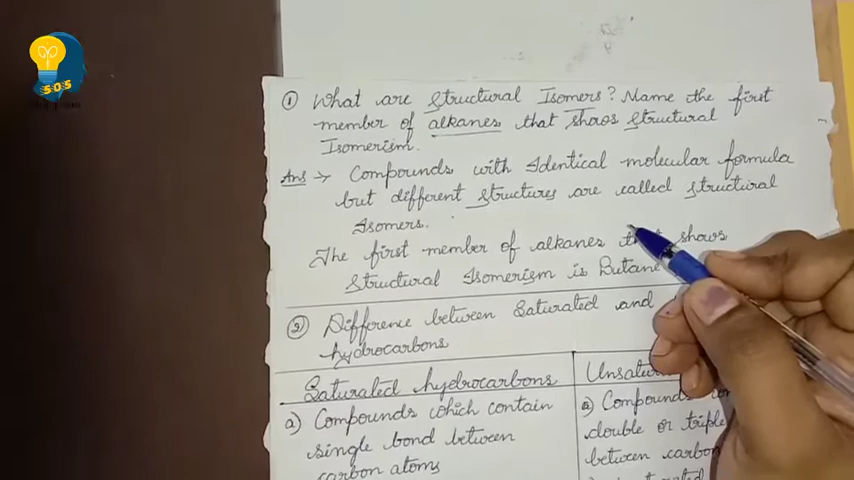 SOS
① What are Structural Isomers? Name the first
member of alkanes that shows Structural
Isomerism.
Ans → Compounds with Identical molecular formula
but different structures are called structural
Isomers.
The first member of alkanes that shows
Structural Isomerism is Butane
② Difference between Saturated and
hydrocarbons
Saturated hydrocarbons
a) Compounds which contain
single bond between
carbon atoms
a) Compounds
double or triple
between carbon